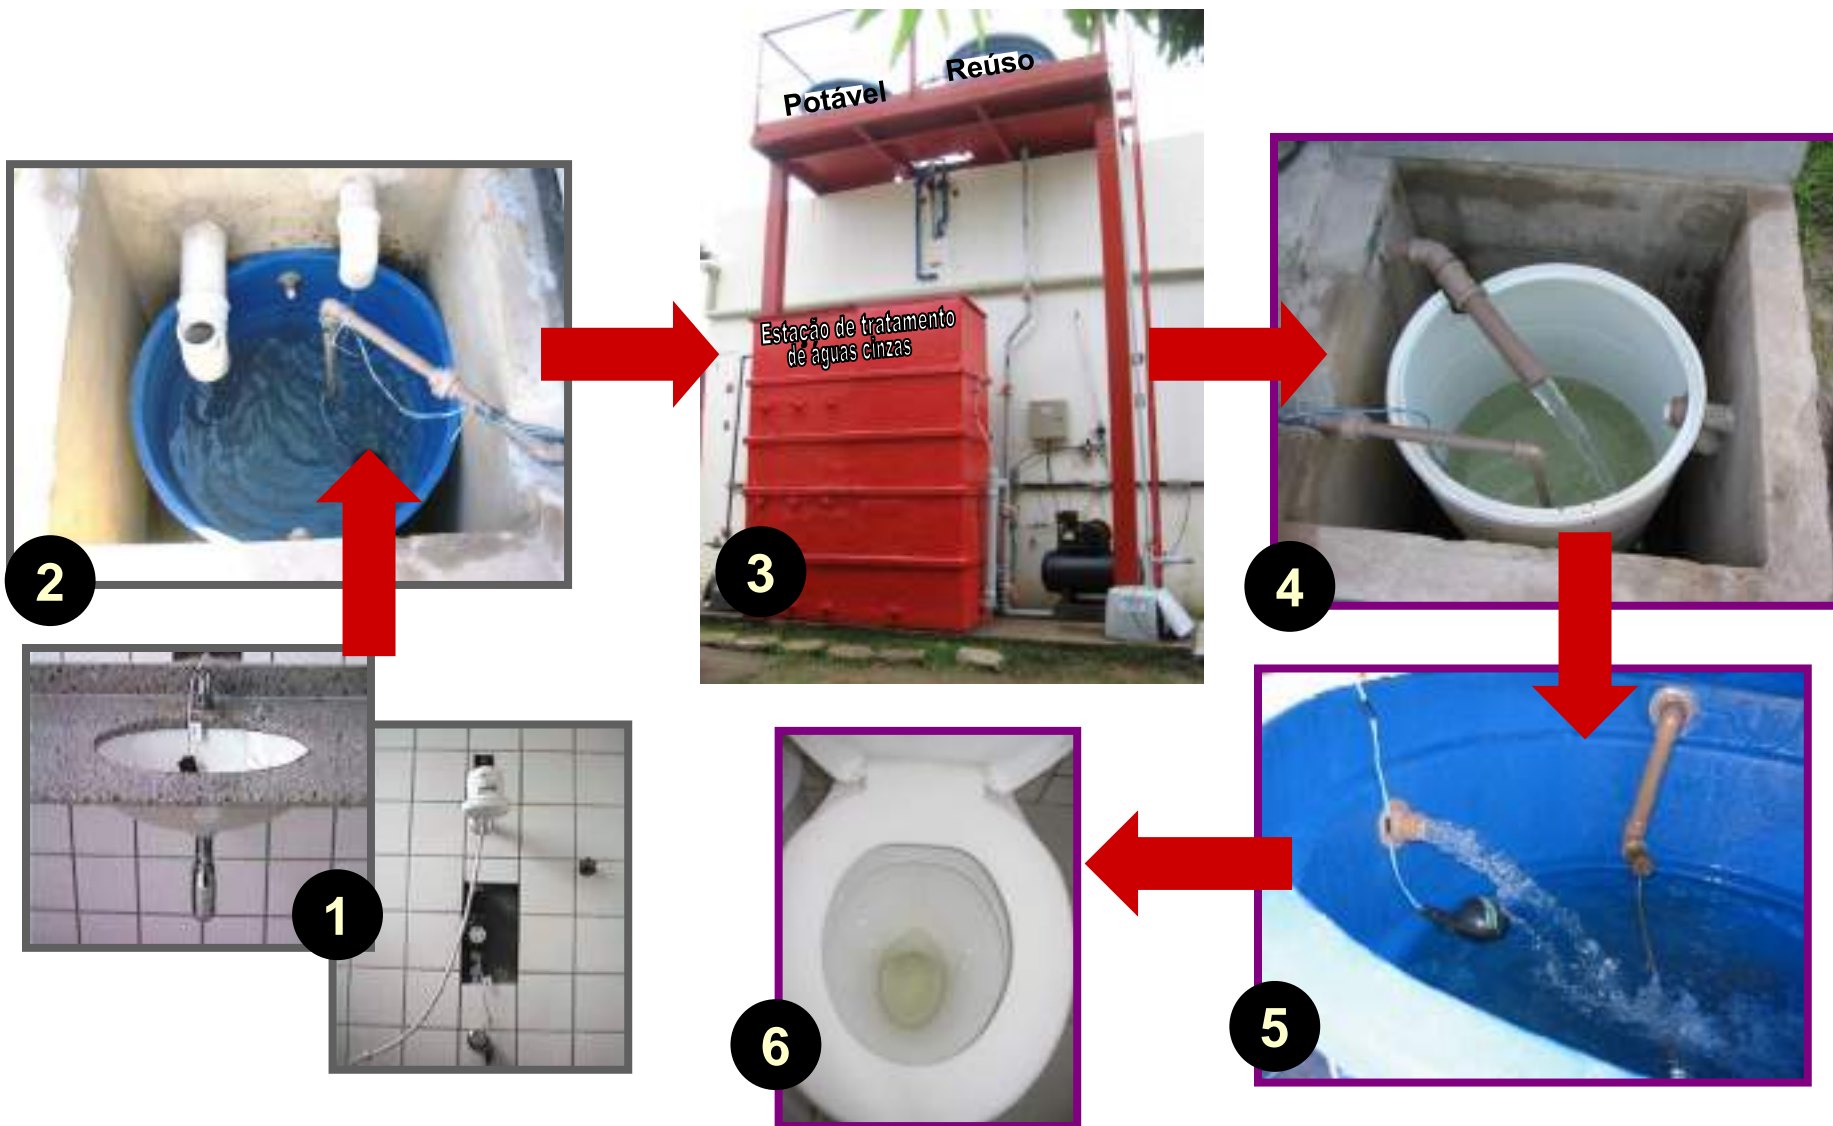 Potável
Reúso
Estação de tratamento
de águas cinzas
2
3
4
1
6
5